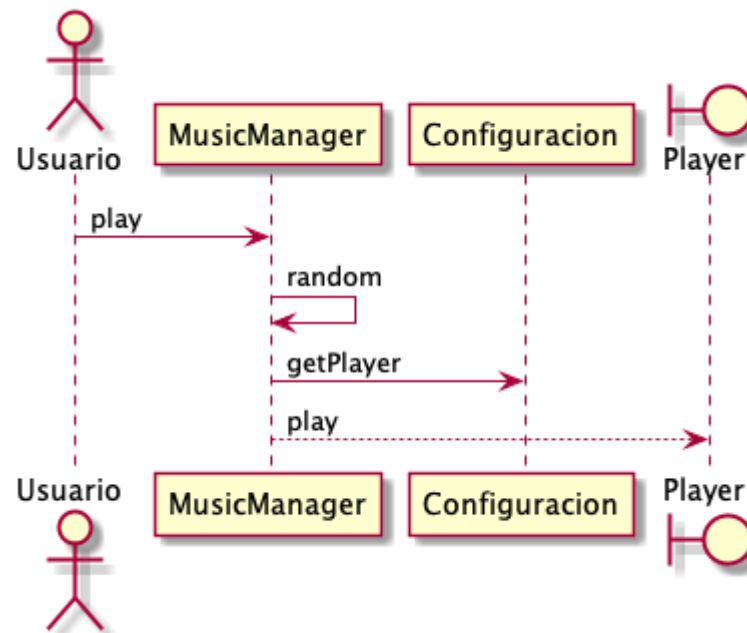 Usuario
MusicManager
Configuracion
Player
play
random
getPlayer
play
Usuario
MusicManager
Configuracion
Player